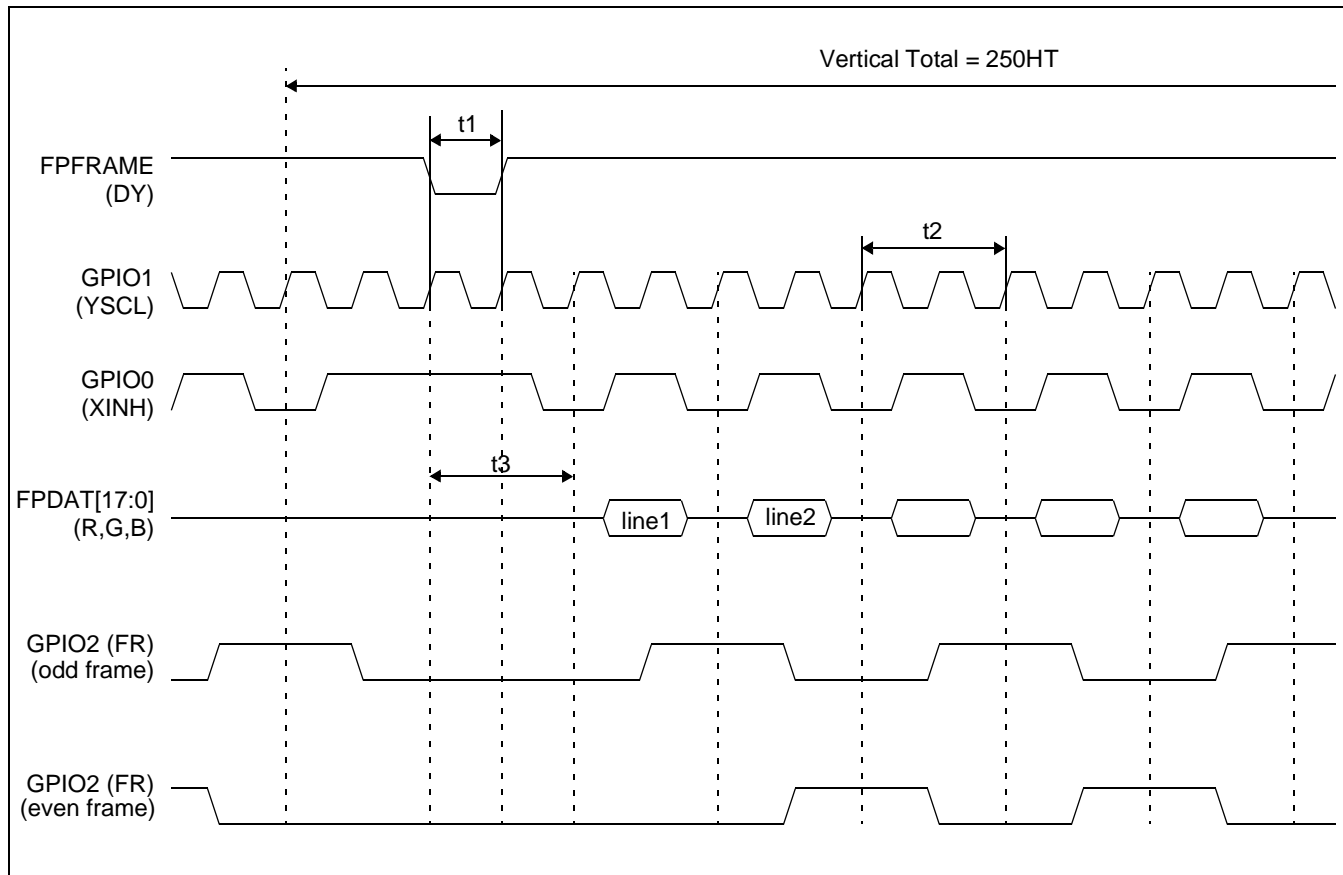 Vertical Total = 250HT
t1
FPFRAME
(DY)
t2
GPIO1
(YSCL)
GPIO0
(XINH)
t3
FPDAT[17:0]
(R,G,B)
line1
line2
GPIO2 (FR)
(odd frame)
GPIO2 (FR)
(even frame)